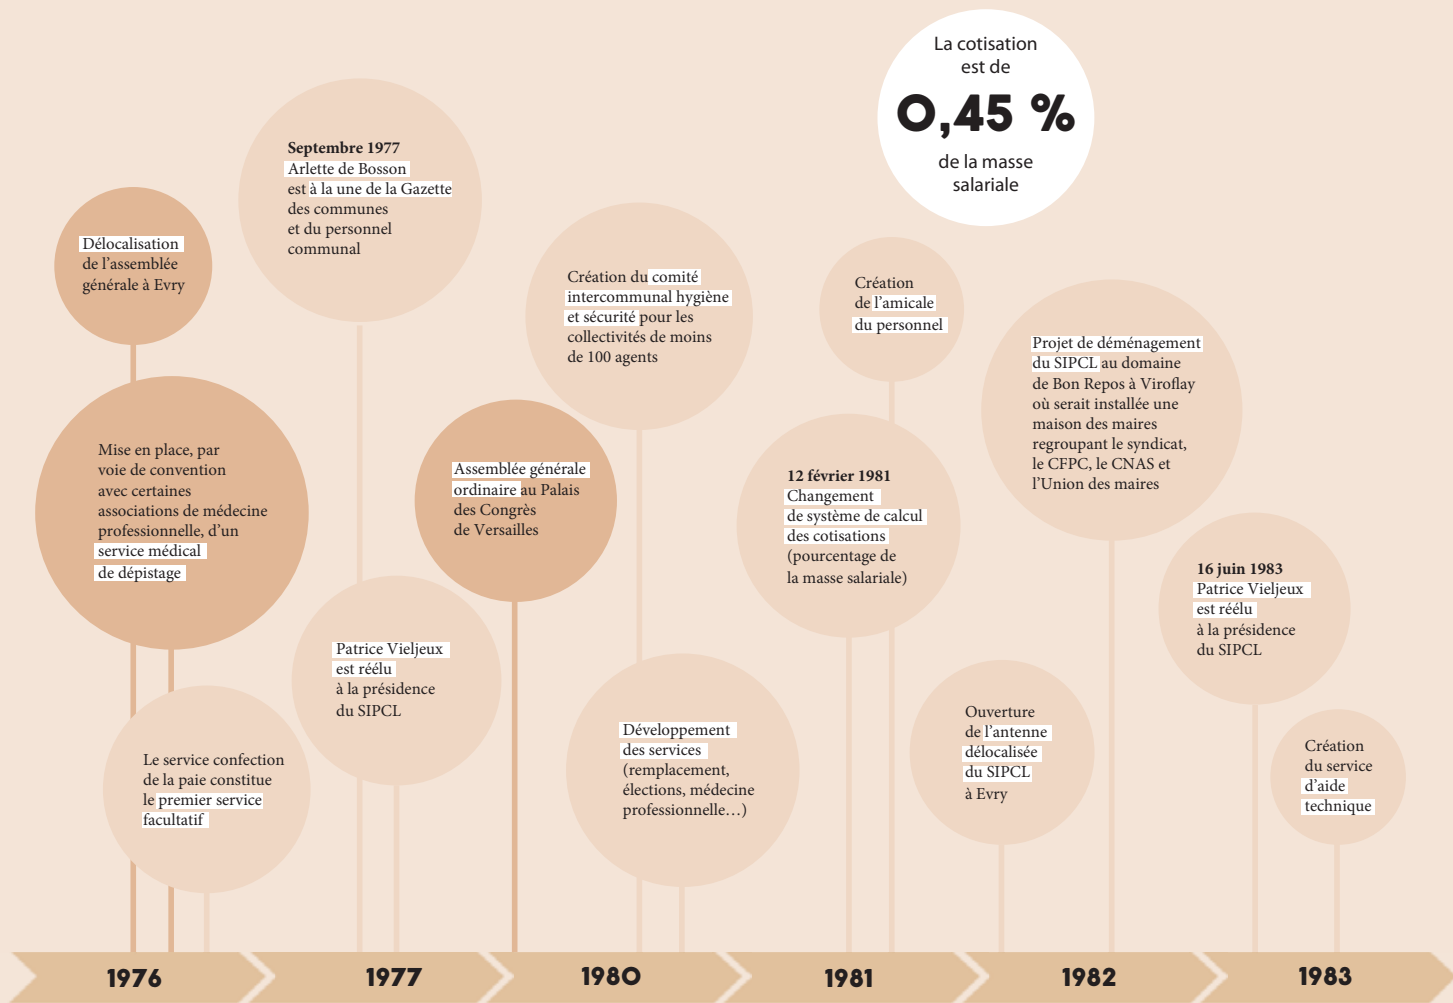 La cotisation
est de
0,45 %
de la masse
salariale
Délocalisation
de l’assemblée
générale à Evry
Mise en place, par
voie de convention
avec certaines
associations de médecine
professionnelle, d’un
service médical
de dépistage
Le service confection
de la paie constitue
le premier service
facultatif
Septembre 1977
Arlette de Bosson
est à la une de la Gazette
des communes
et du personnel
communal
Patrice Vieljeux
est réélu
à la présidence
du SIPCL
Assemblée générale
ordinaire au Palais
des Congrès
de Versailles
Création du comité
intercommunal hygiène
et sécurité pour les
collectivités de moins
de 100 agents
Développement
des services
(remplacement,
élections, médecine
professionnelle…)
12 février 1981
Changement
de système de calcul
des cotisations
(pourcentage de
la masse salariale)
Création
de l’amicale
du personnel
Ouverture
de l’antenne
délocalisée
du SIPCL
à Evry
Projet de déménagement
du SIPCL au domaine
de Bon Repos à Viroflay
où serait installée une
maison des maires
regroupant le syndicat,
le CFPC, le CNAS et
l’Union des maires
16 juin 1983
Patrice Vieljeux
est réélu
à la présidence
du SIPCL
Création
du service
d’aide
technique
1976
1977
1980
1981
1982
1983